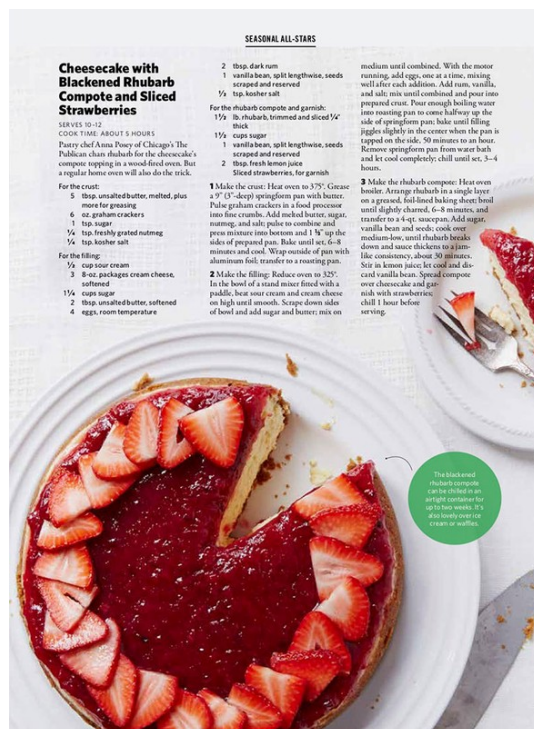 SEASONAL ALL-STARS
Cheesecake with
Blackened Rhubarb
Compote and Sliced
Strawberries
SERVES 10–12
COOK TIME: ABOUT 5 HOURS
Pastry chef Anna Posey of Chicago's The
Publican chars rhubarb for the cheesecake's
compote topping in a wood-fired oven. But
a regular home oven will also do the trick.
For the crust:
5 tbsp. unsalted butter, melted, plus
more for greasing
6 oz. graham crackers
1 tsp. sugar
¼ tsp. freshly grated nutmeg
¼ tsp. kosher salt
For the filling:
½ cup sour cream
3 8-oz. packages cream cheese,
softened
1¼ cups sugar
2 tbsp. unsalted butter, softened
4 eggs, room temperature
2 tbsp. dark rum
1 vanilla bean, split lengthwise, seeds
scraped and reserved
½ tsp. kosher salt
For the rhubarb compote and garnish:
1½ lb. rhubarb, trimmed and sliced ¼"
thick
1½ cups sugar
1 vanilla bean, split lengthwise, seeds
scraped and reserved
2 tbsp. fresh lemon juice
Sliced strawberries, for garnish
1 Make the crust: Heat oven to 375°. Grease
a 9" (3"-deep) springform pan with butter.
Pulse graham crackers in a food processor
into fine crumbs. Add melted butter, sugar,
nutmeg, and salt; pulse to combine and
press mixture into bottom and 1 ¾" up the
sides of prepared pan. Bake until set, 6–8
minutes and cool. Wrap outside of pan with
aluminum foil; transfer to a roasting pan.
2 Make the filling: Reduce oven to 325°.
In the bowl of a stand mixer fitted with a
paddle, beat sour cream and cream cheese
on high until smooth. Scrape down sides
of bowl and add sugar and butter; mix on
medium until combined. With the motor
running, add eggs, one at a time, mixing
well after each addition. Add rum, vanilla,
and salt; mix until combined and pour into
prepared crust. Pour enough boiling water
into roasting pan to come halfway up the
side of springform pan; bake until filling
jiggles slightly in the center when the pan is
tapped on the side, 50 minutes to an hour.
Remove springform pan from water bath
and let cool completely; chill until set, 3–4
hours.
3 Make the rhubarb compote: Heat oven
broiler. Arrange rhubarb in a single layer
on a greased, foil-lined baking sheet; broil
until slightly charred, 6–8 minutes, and
transfer to a 4-qt. saucepan. Add sugar,
vanilla bean and seeds; cook over
medium-low, until rhubarb breaks
down and sauce thickens to a jam-
like consistency, about 30 minutes.
Stir in lemon juice; let cool and dis-
card vanilla bean. Spread compote
over cheesecake and gar-
nish with strawberries;
chill 1 hour before
serving.
The blackened
rhubarb compote
can be chilled in an
airtight container for
up to two weeks. It's
also lovely over ice
cream or waffles.